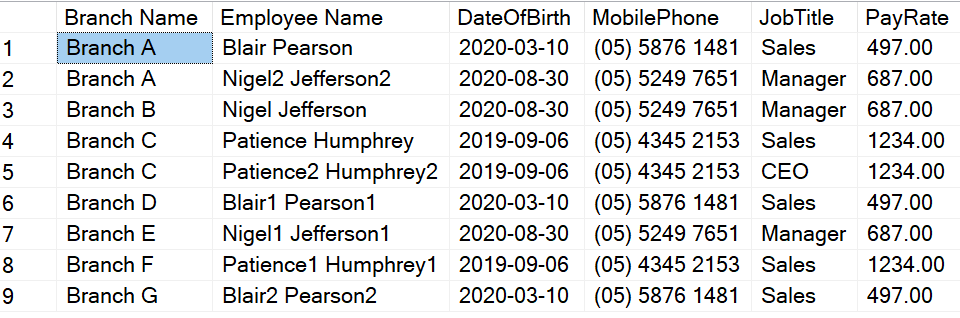 Branch Name Employee Name DateOfBirth MobilePhone JobTitle PayRate
1 Branch A Blair Pearson 2020-03-10 (05) 5876 1481 Sales 497.00
2 Branch A Nigel2 Jefferson2 2020-08-30 (05) 5249 7651 Manager 687.00
3 Branch B Nigel Jefferson 2020-08-30 (05) 5249 7651 Manager 687.00
4 Branch C Patience Humphrey 2019-09-06 (05) 4345 2153 Sales 1234.00
5 Branch C Patience2 Humphrey2 2019-09-06 (05) 4345 2153 CEO 1234.00
6 Branch D Blair1 Pearson1 2020-03-10 (05) 5876 1481 Sales 497.00
7 Branch E Nigel1 Jefferson1 2020-08-30 (05) 5249 7651 Manager 687.00
8 Branch F Patience1 Humphrey1 2019-09-06 (05) 4345 2153 Sales 1234.00
9 Branch G Blair2 Pearson2 2020-03-10 (05) 5876 1481 Sales 497.00